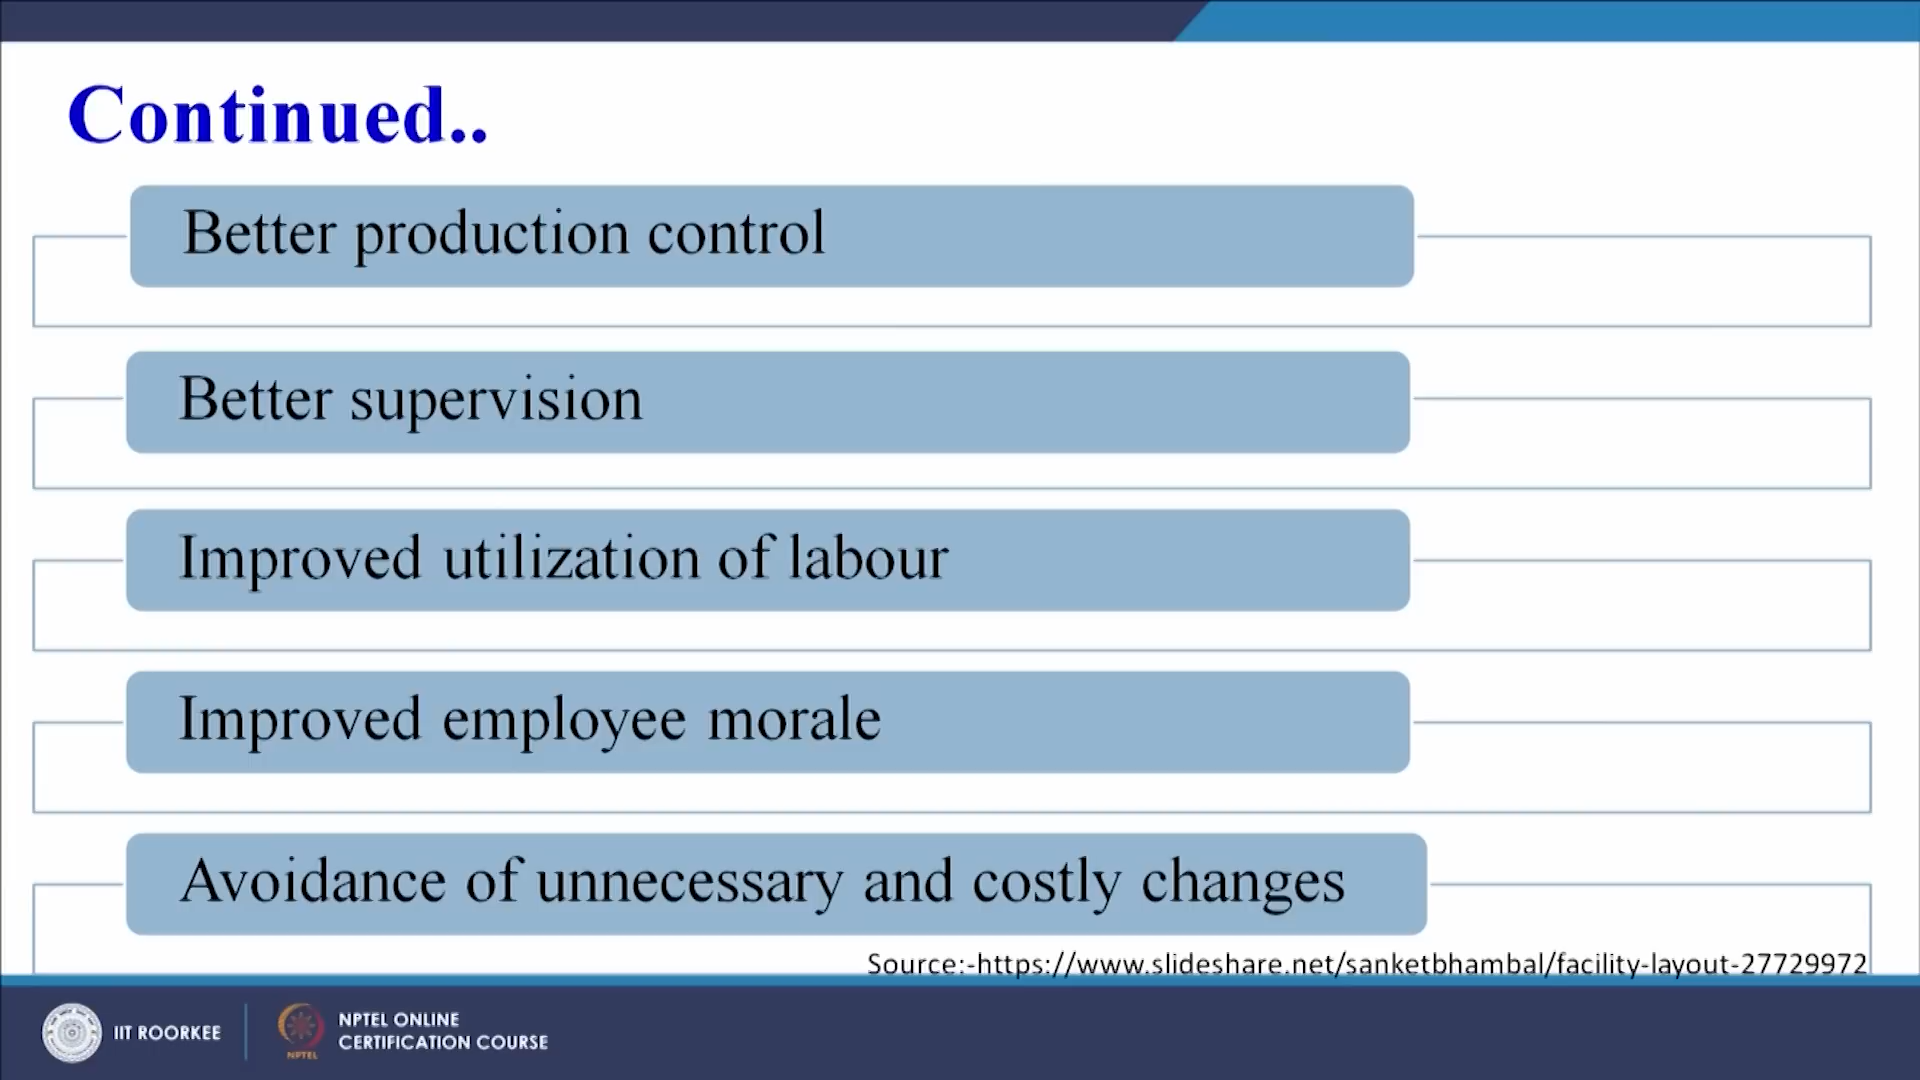 Continued..
Better production control
Better supervision
Improved utilization of labour
Improved employee morale
Avoidance of unnecessary and costly changes
Source:-https://www.slideshare.net/sanketbhambal/facility-layout-27729972
IIT ROORKEE
NPTEL
NPTEL ONLINE
CERTIFICATION COURSE